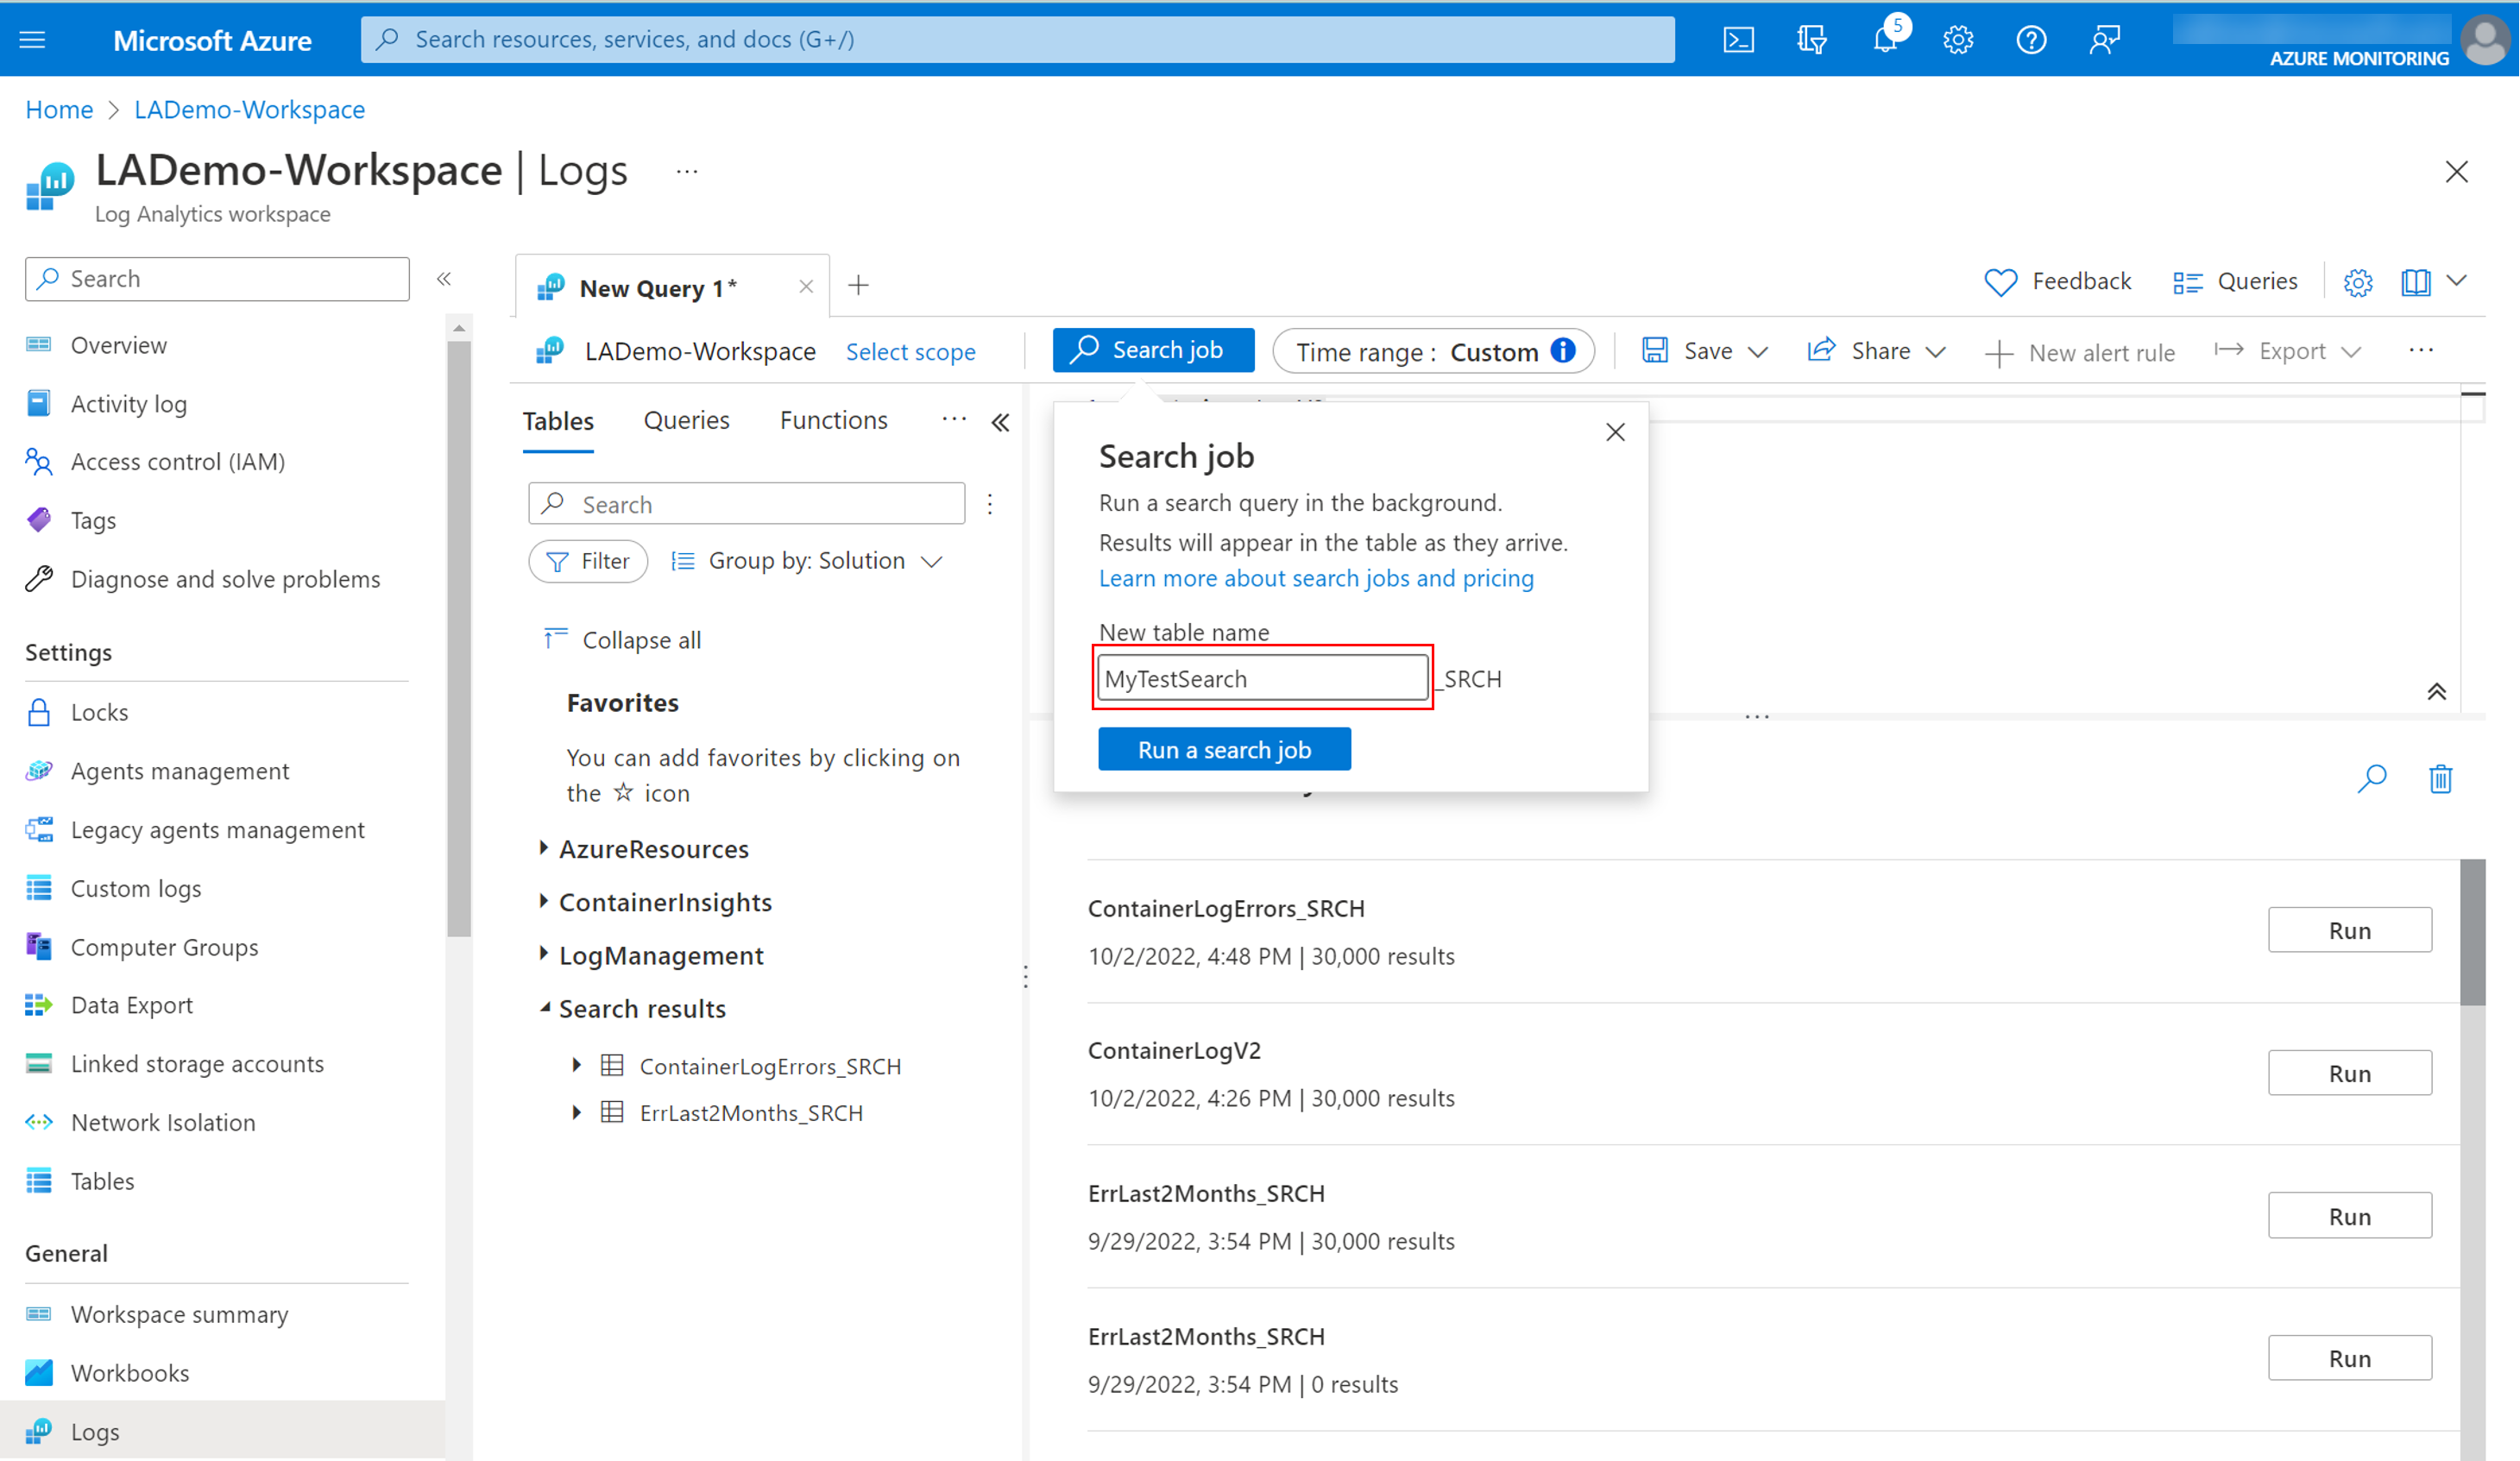 Microsoft Azure
Search resources, services, and docs (G+/)
5
AZURE MONITORING
Home > LADemo-Workspace
LADemo-Workspace | Logs ...
Log Analytics workspace
Search
Overview
Activity log
Access control (IAM)
Tags
Diagnose and solve problems
Settings
Locks
Agents management
Legacy agents management
Custom logs
Computer Groups
Data Export
Linked storage accounts
Network Isolation
Tables
General
Workspace summary
Workbooks
Logs
New Query 1*
Feedback
Queries
LADemo-Workspace
Select scope
Search job
Time range : Custom
Save
Share
New alert rule
Export
Tables
Queries
Functions
Search
Filter
Group by: Solution
Collapse all
Favorites
You can add favorites by clicking on
the ☆ icon
AzureResources
ContainerInsights
LogManagement
Search results
ContainerLogErrors_SRCH
ErrLast2Months_SRCH
Search job
Run a search query in the background.
Results will appear in the table as they arrive.
Learn more about search jobs and pricing
New table name
MyTestSearch _SRCH
Run a search job
ContainerLogErrors_SRCH
10/2/2022, 4:48 PM | 30,000 results
Run
ContainerLogV2
10/2/2022, 4:26 PM | 30,000 results
Run
ErrLast2Months_SRCH
9/29/2022, 3:54 PM | 30,000 results
Run
ErrLast2Months_SRCH
9/29/2022, 3:54 PM | 0 results
Run